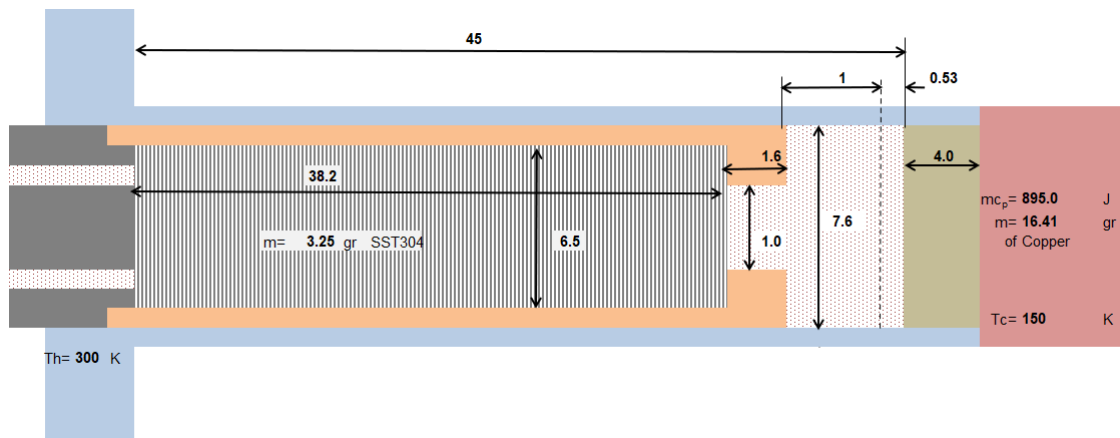 45
1
0.53
1.6
4.0
38.2
mcp= 895.0 J
m= 16.41 gr
of Copper
7.6
m= 3.25 gr SST304
6.5
1.0
Tc= 150 K
Th= 300 K